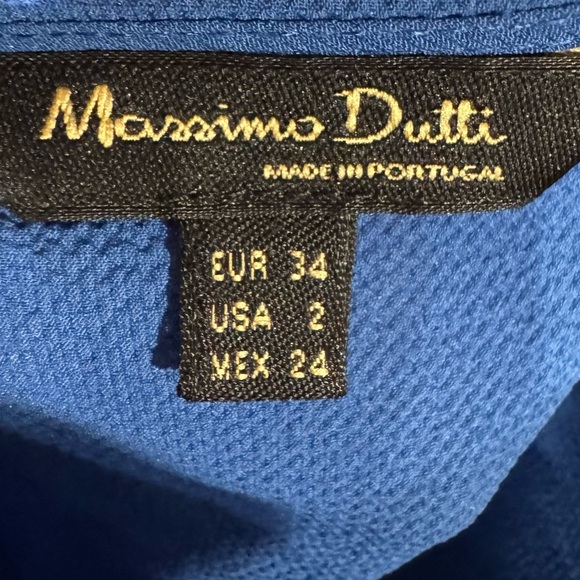 Massimo Dutti
MADE IN PORTUGAL
EUR 34
USA 2
MEX 24